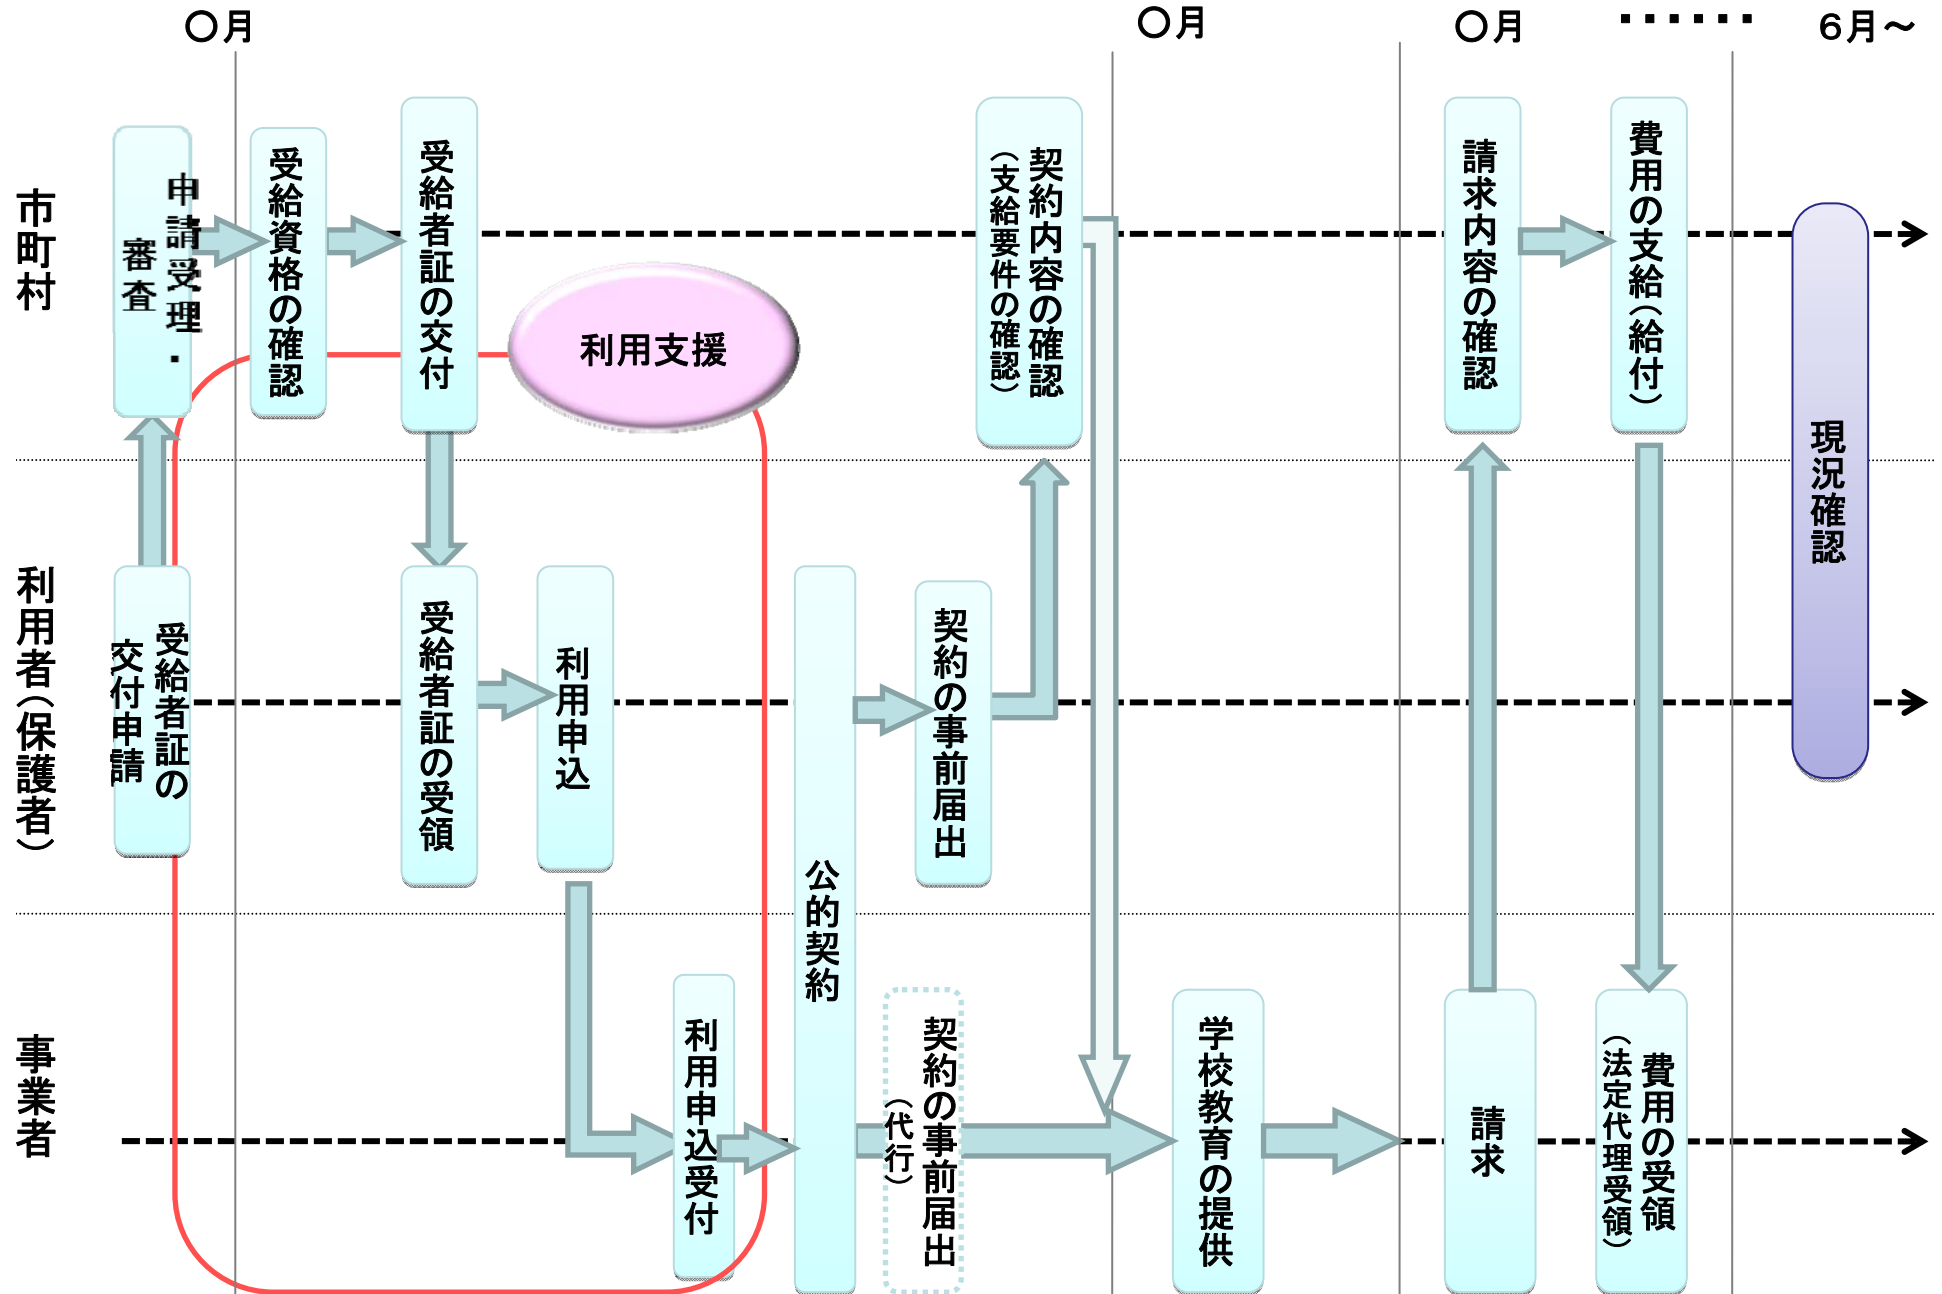 〇月
〇月
〇月
・・・・・・
6月～
市町村
申請受理・
審査
受給資格の確認
受給者証の交付
利用支援
契約内容の確認
（支給要件の確認）
請求内容の確認
費用の支給（給付）
現況確認
利用者（保護者）
受給者証の
交付申請
受給者証の受領
利用申込
公的契約
契約の事前届出
事業者
利用申込受付
契約の事前届出
（代行）
学校教育の提供
請求
費用の受領
（法定代理受領）